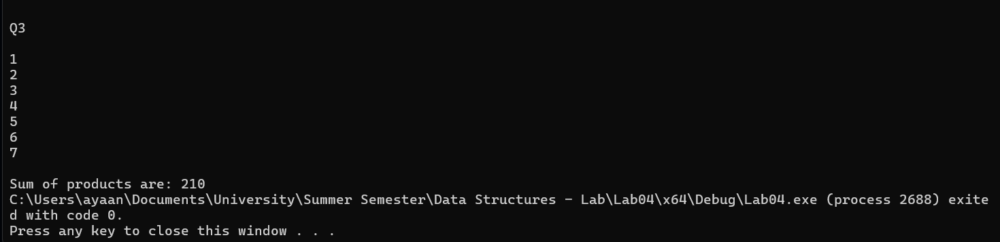 Q3
1
2
3
4
5
6
7
Sum of products are: 210
C:\Users\ayaan\Documents\University\Summer Semester\Data Structures - Lab\Lab04\x64\Debug\Lab04.exe (process 2688) exite
d with code 0.
Press any key to close this window . . .